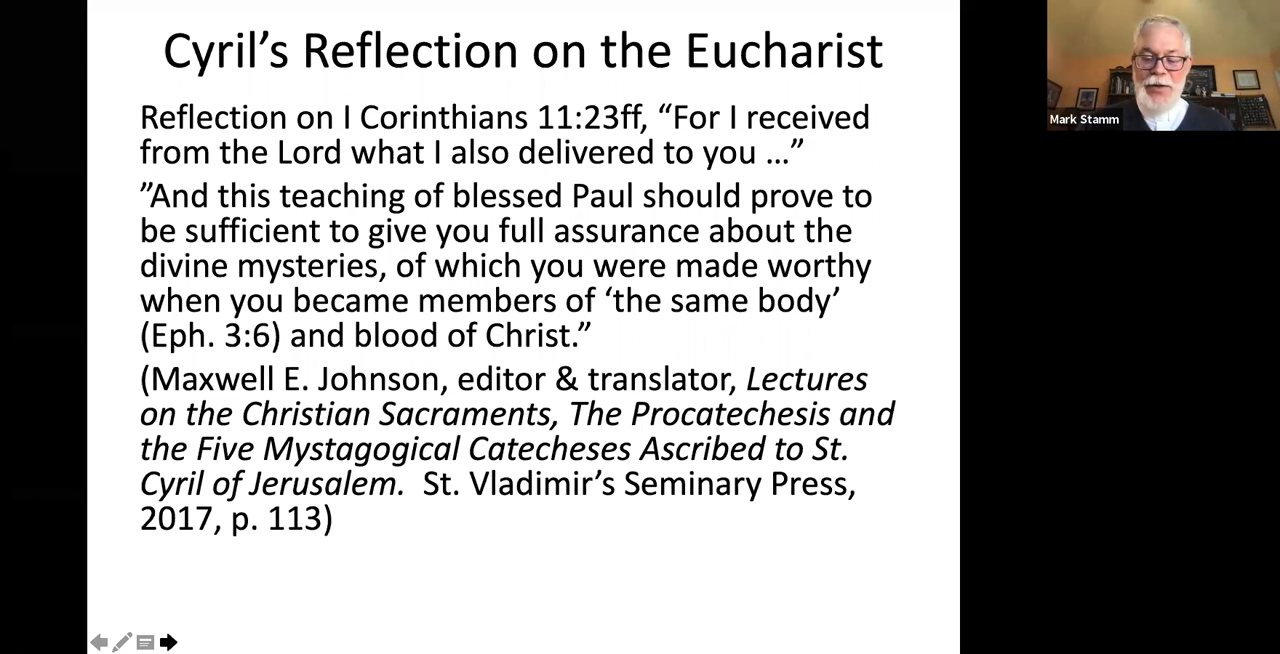 Cyril’s Reflection on the Eucharist
Reflection on I Corinthians 11:23ff, “For I received
from the Lord what I also delivered to you …”
”And this teaching of blessed Paul should prove to
be sufficient to give you full assurance about the
divine mysteries, of which you were made worthy
when you became members of ‘the same body’
(Eph. 3:6) and blood of Christ.”
(Maxwell E. Johnson, editor & translator, Lectures
on the Christian Sacraments, The Procatechesis and
the Five Mystagogical Catecheses Ascribed to St.
Cyril of Jerusalem.  St. Vladimir’s Seminary Press,
2017, p. 113)
Mark Stamm